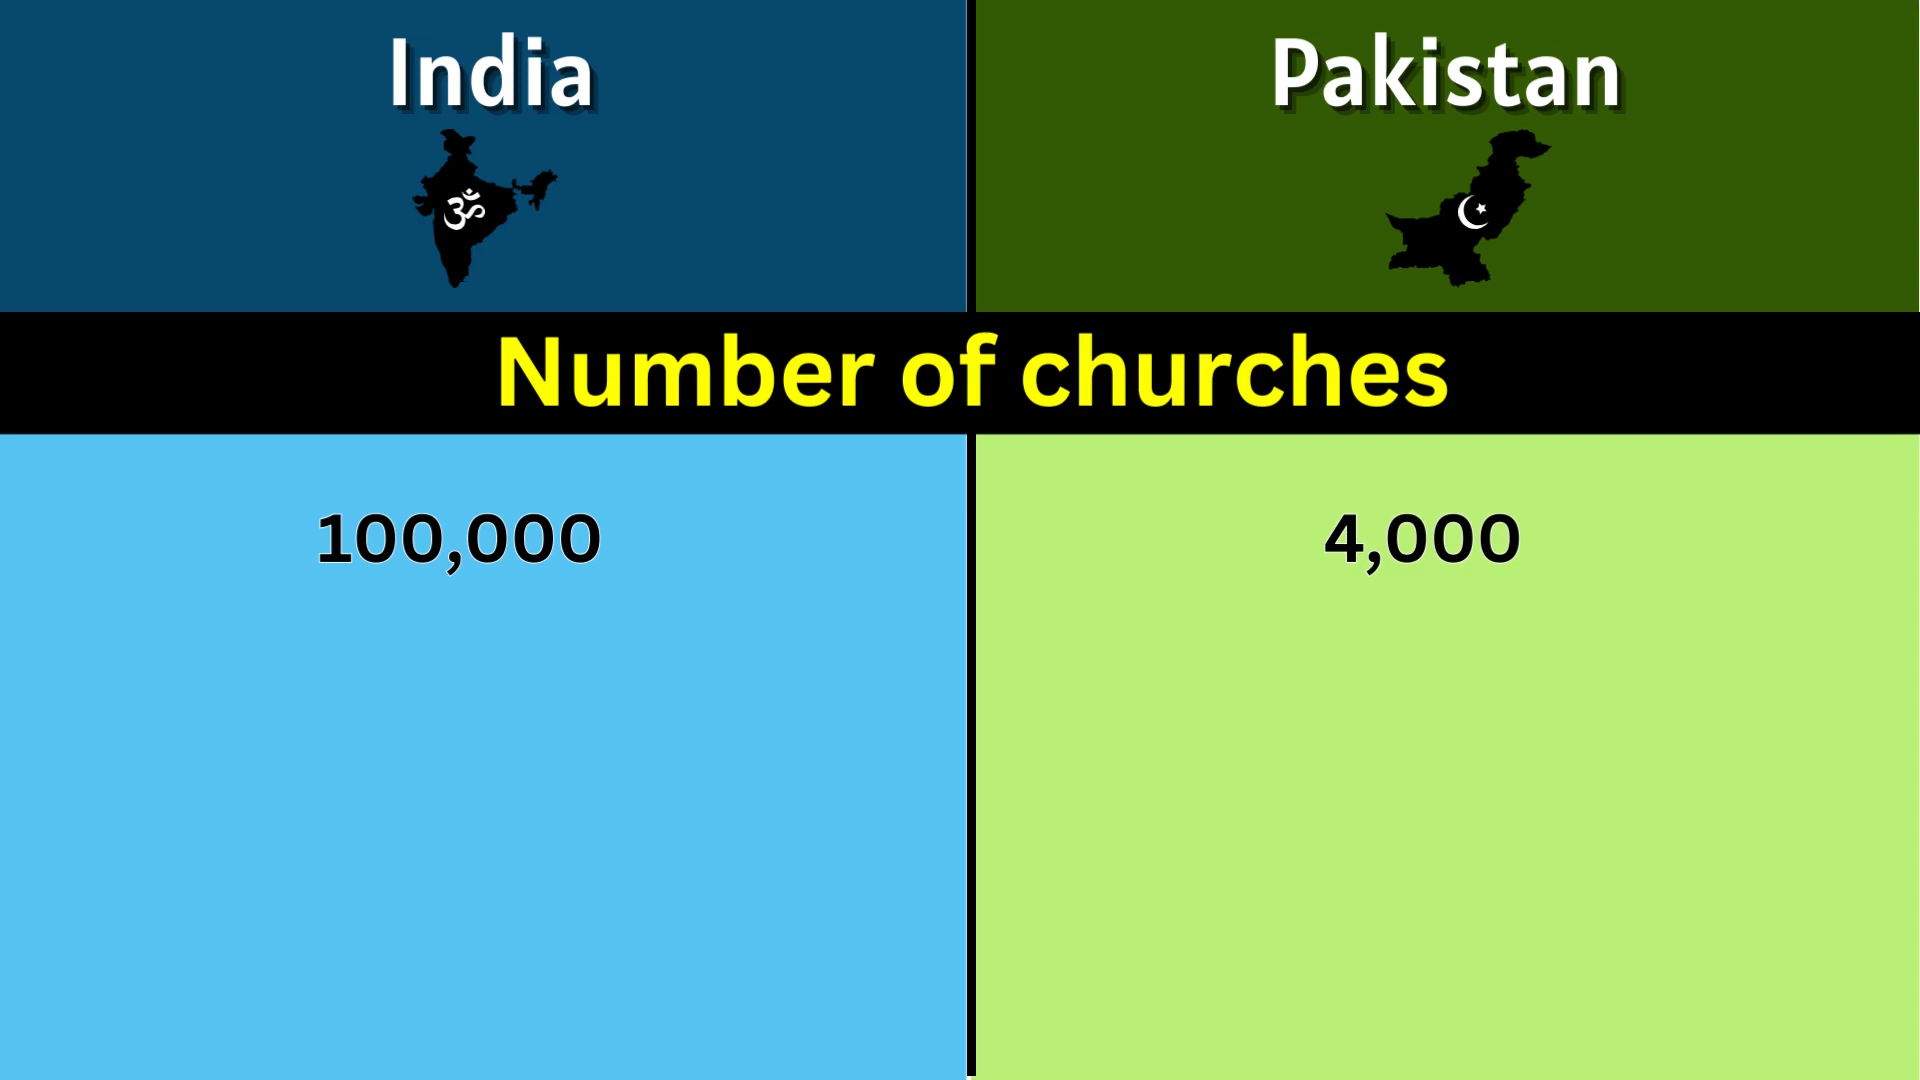 India
Pakistan
ॐ
Number of churches
100,000
4,000